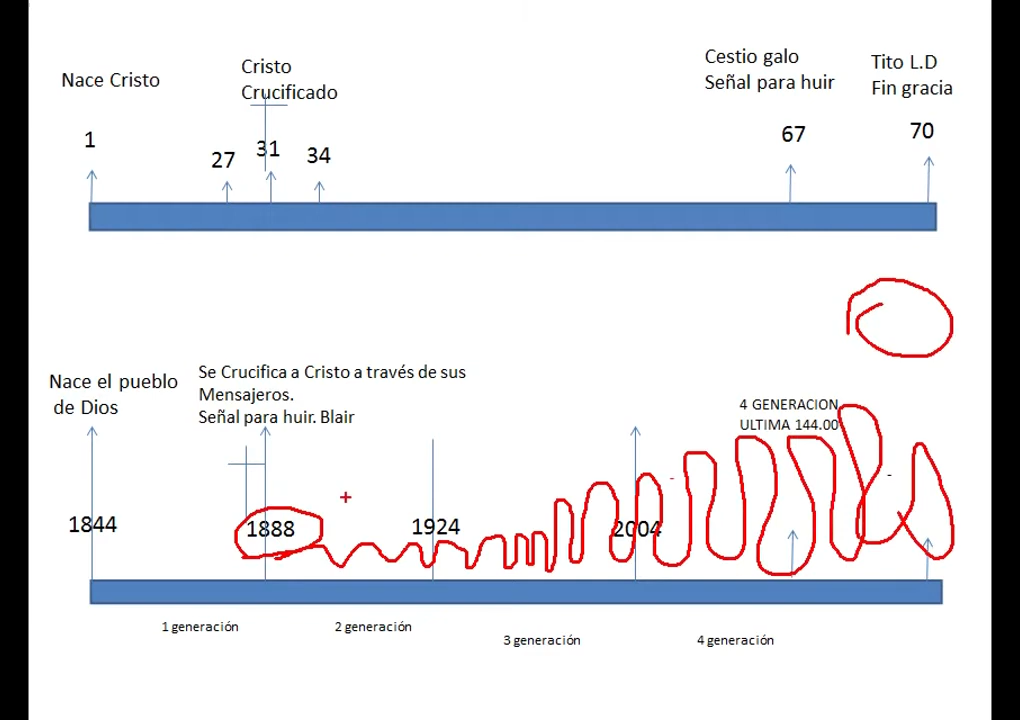 Nace Cristo
Cristo
Crucificado
Cestio galo
Señal para huir
Tito L.D
Fin gracia
1
27
31
34
67
70
Nace el pueblo
de Dios
Se Crucifica a Cristo a través de sus
Mensajeros.
Señal para huir. Blair
4 GENERACION
ULTIMA 144.00
1844
1888
1924
2004
1 generación
2 generación
3 generación
4 generación